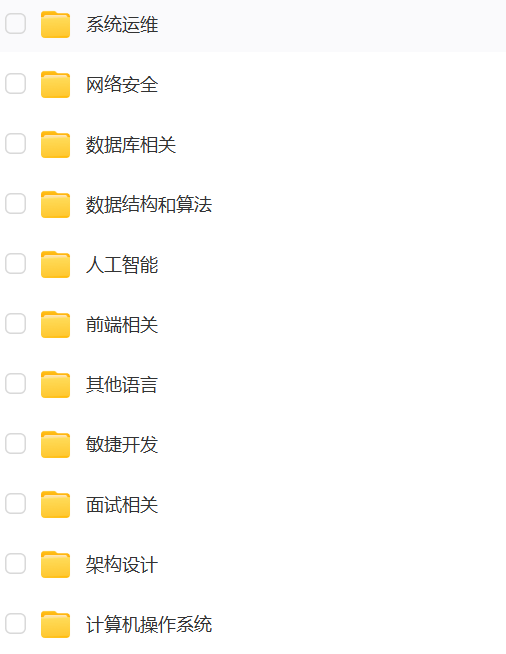 系统运维
网络安全
数据库相关
数据结构和算法
人工智能
前端相关
其他语言
敏捷开发
面试相关
架构设计
计算机操作系统